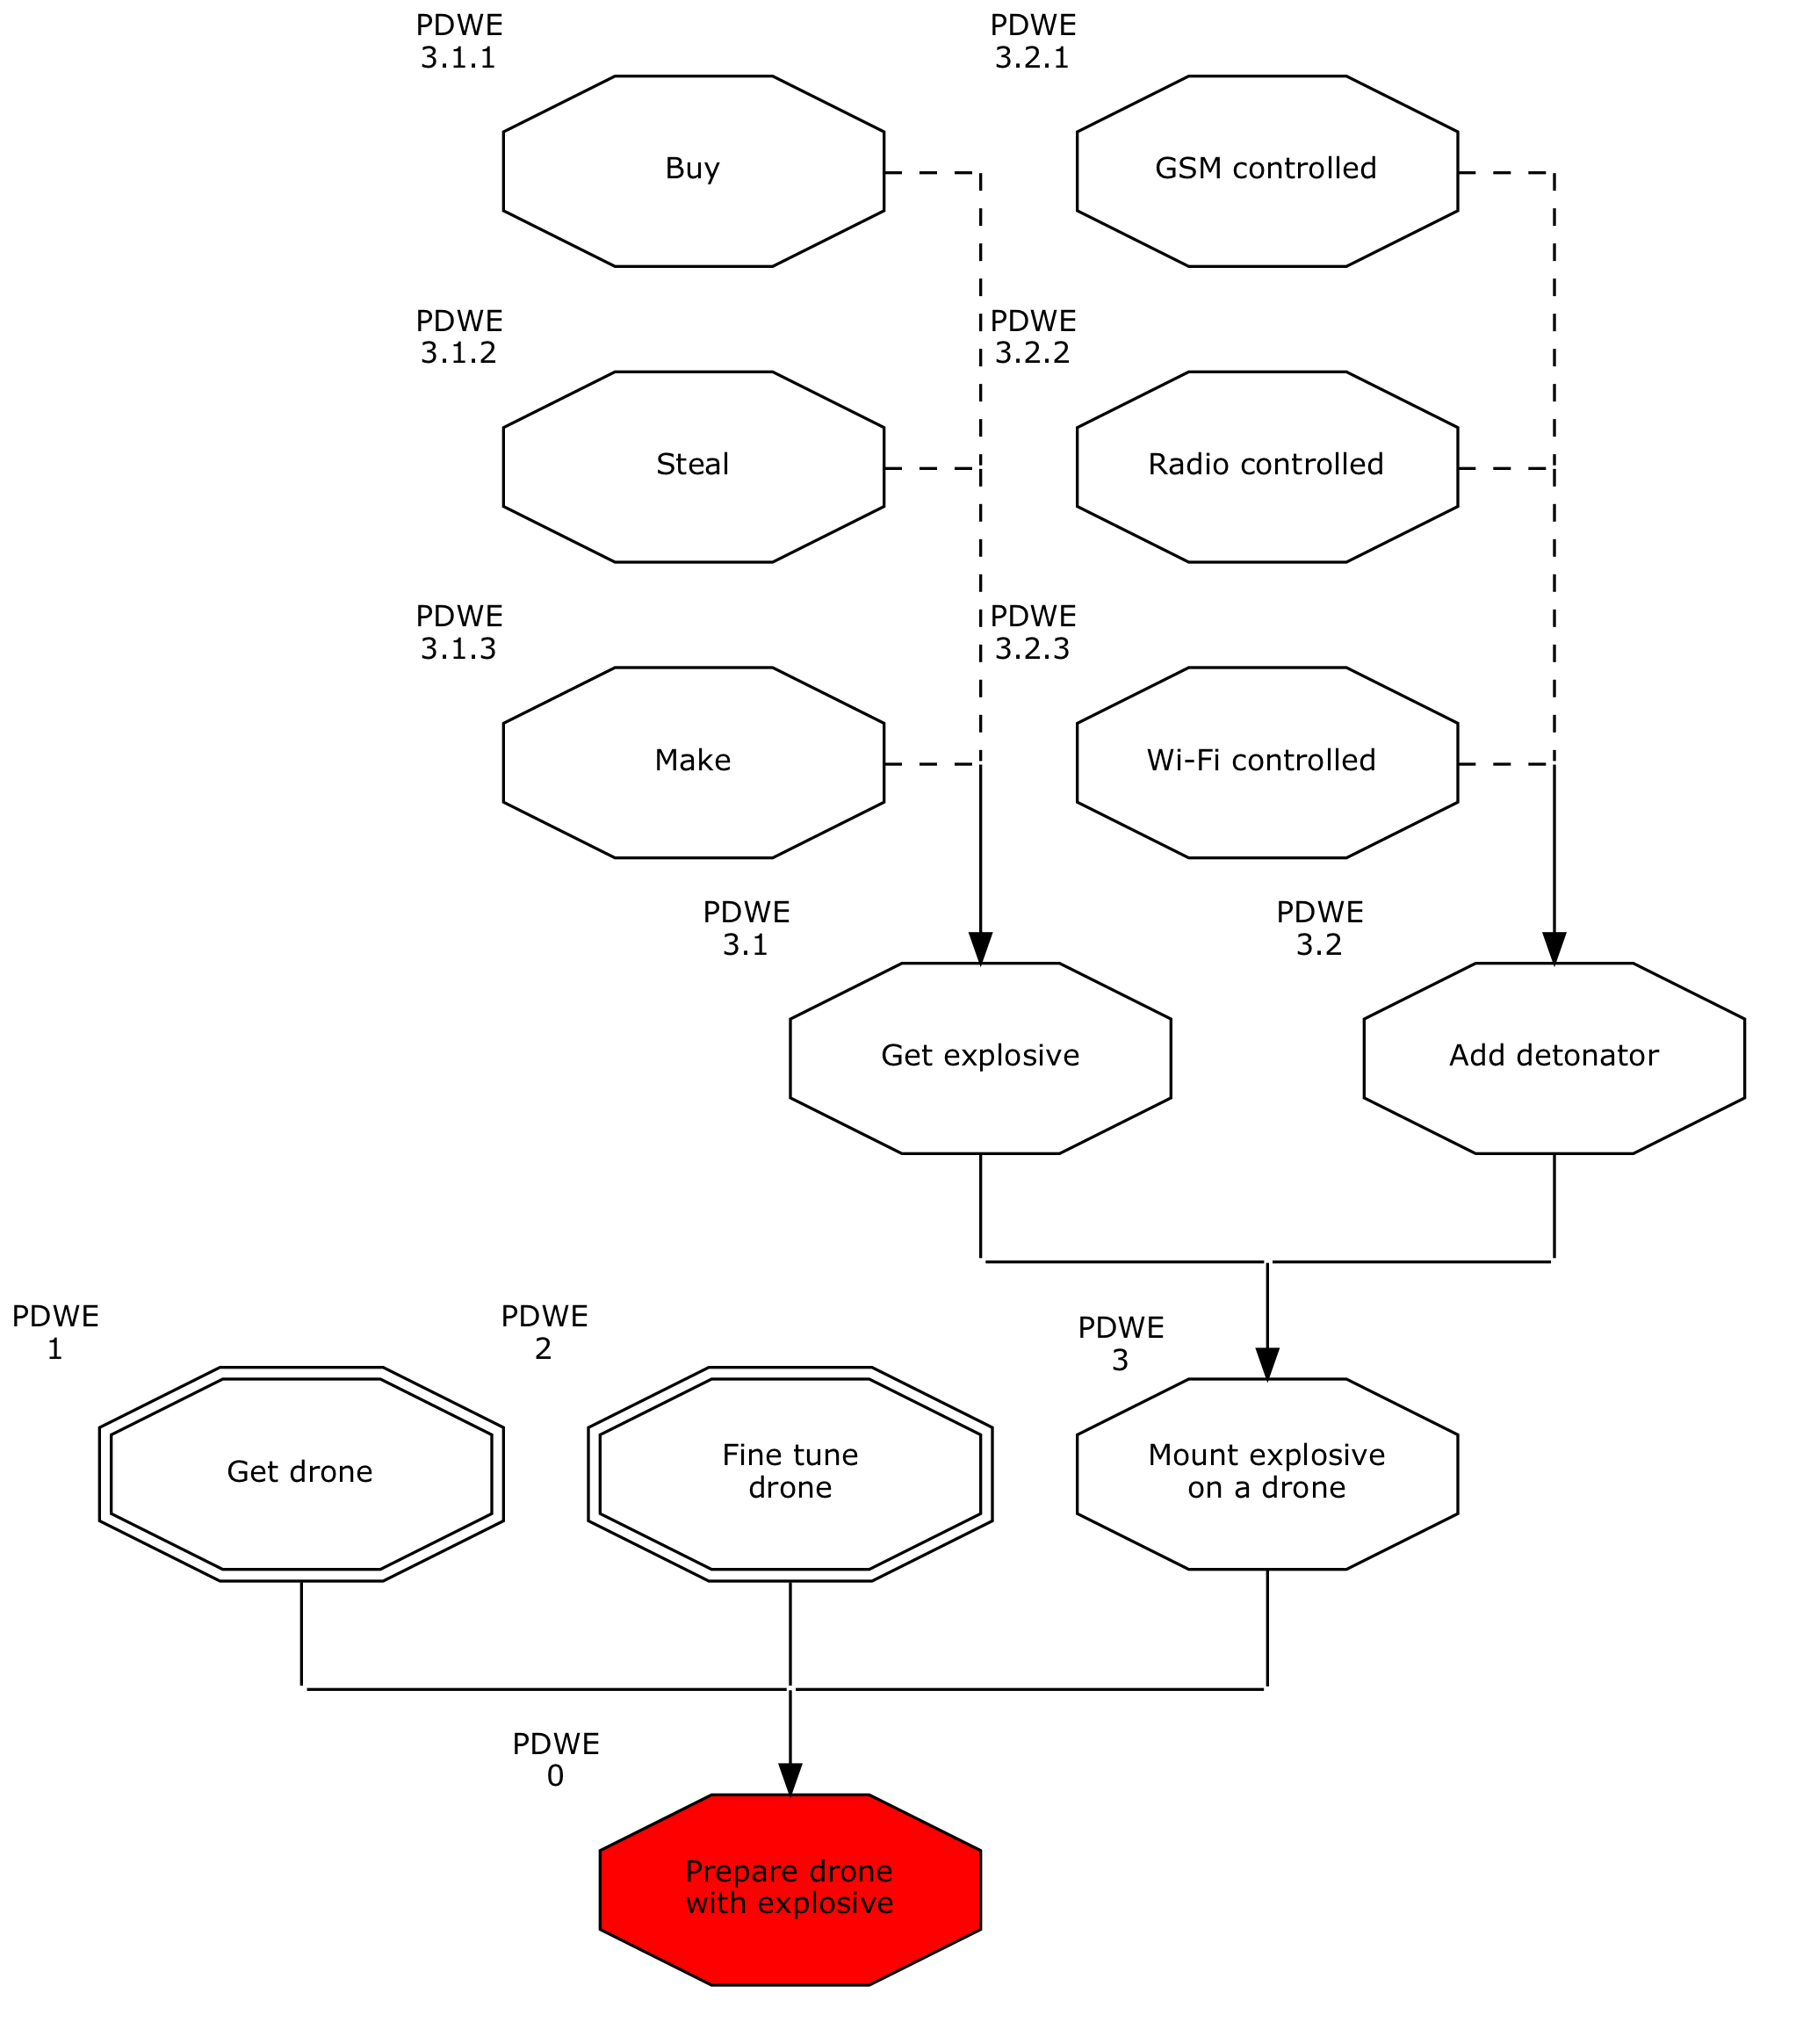 PDWE
3.1.1
Buy
PDWE
3.2.1
GSM controlled
PDWE
3.1.2
Steal
PDWE
3.2.2
Radio controlled
PDWE
3.1.3
Make
PDWE
3.2.3
Wi-Fi controlled
PDWE
3.1
Get explosive
PDWE
3.2
Add detonator
PDWE
1
Get drone
PDWE
2
Fine tune
drone
PDWE
3
Mount explosive
on a drone
PDWE
0
Prepare drone
with explosive